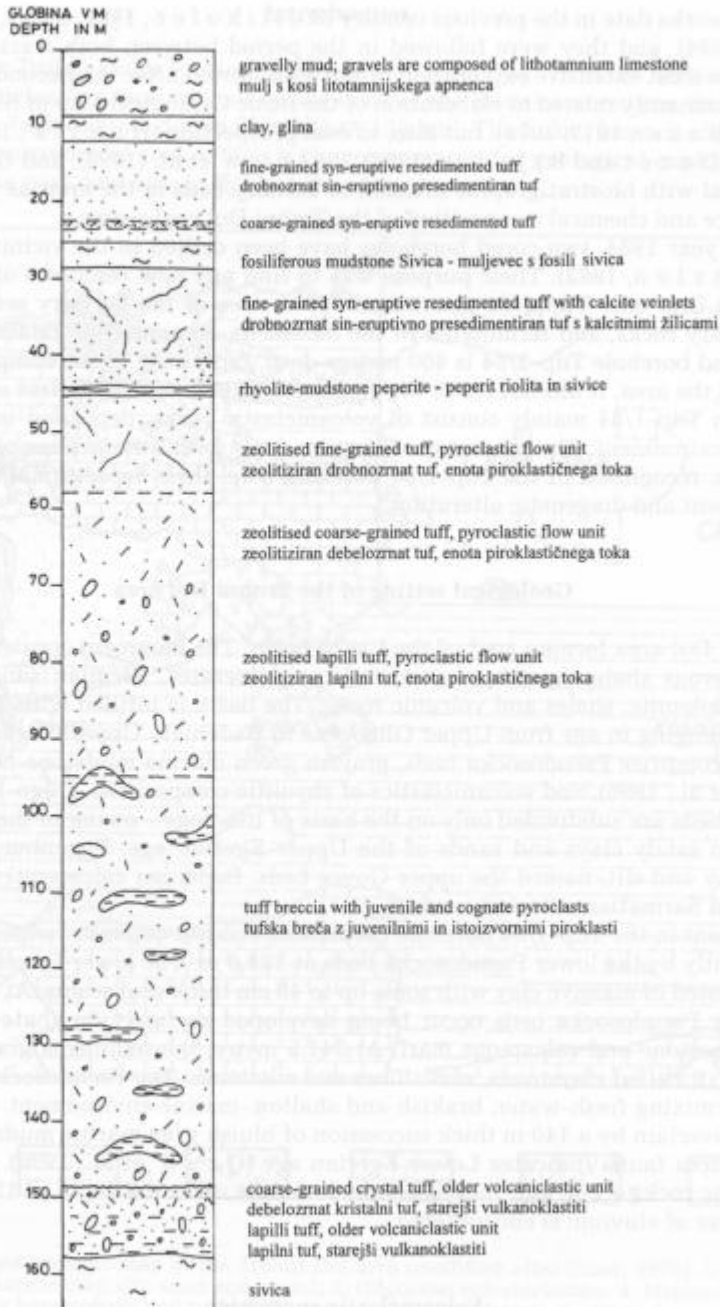 GLOBINA V M
DEPTH IN M
0
gravelly mud; gravels are composed of lithotamnium limestone
mulj s kosi litotamnijskega apnenca
10
clay, glina
fine-grained syn-eruptive resedimented tuff
drobnozrnat sin-eruptivno presedimentiran tuf
20
coarse-grained syn-eruptive resedimented tuff
fosiliferous mudstone Sivica - muljevec s fosili sivica
30
fine-grained syn-eruptive resedimented tuff with calcite veinlets
drobnozrnat sin-eruptivno presedimentiran tuf s kalcitnimi žilicami
40
rhyolite-mudstone peperite - peperit riolita in sivice
50
zeolitised fine-grained tuff, pyroclastic flow unit
zeolitiziran drobnozrnat tuf, enota piroklastičnega toka
60
zeolitised coarse-grained tuff, pyroclastic flow unit
zeolitiziran debelozrnat tuf, enota piroklastičnega toka
70
80
zeolitised lapilli tuff, pyroclastic flow unit
zeolitiziran lapilni tuf, enota piroklastičnega toka
90
100
110
tuff breccia with juvenile and cognate pyroclasts
tufska breča z juvenilnimi in istoizvornimi piroklasti
120
130
140
150
coarse-grained crystal tuff, older volcaniclastic unit
debelozrnat kristalni tuf, starejši vulkanoklastiti
lapilli tuff, older volcaniclastic unit
lapilni tuf, starejši vulkanoklastiti
160
sivica